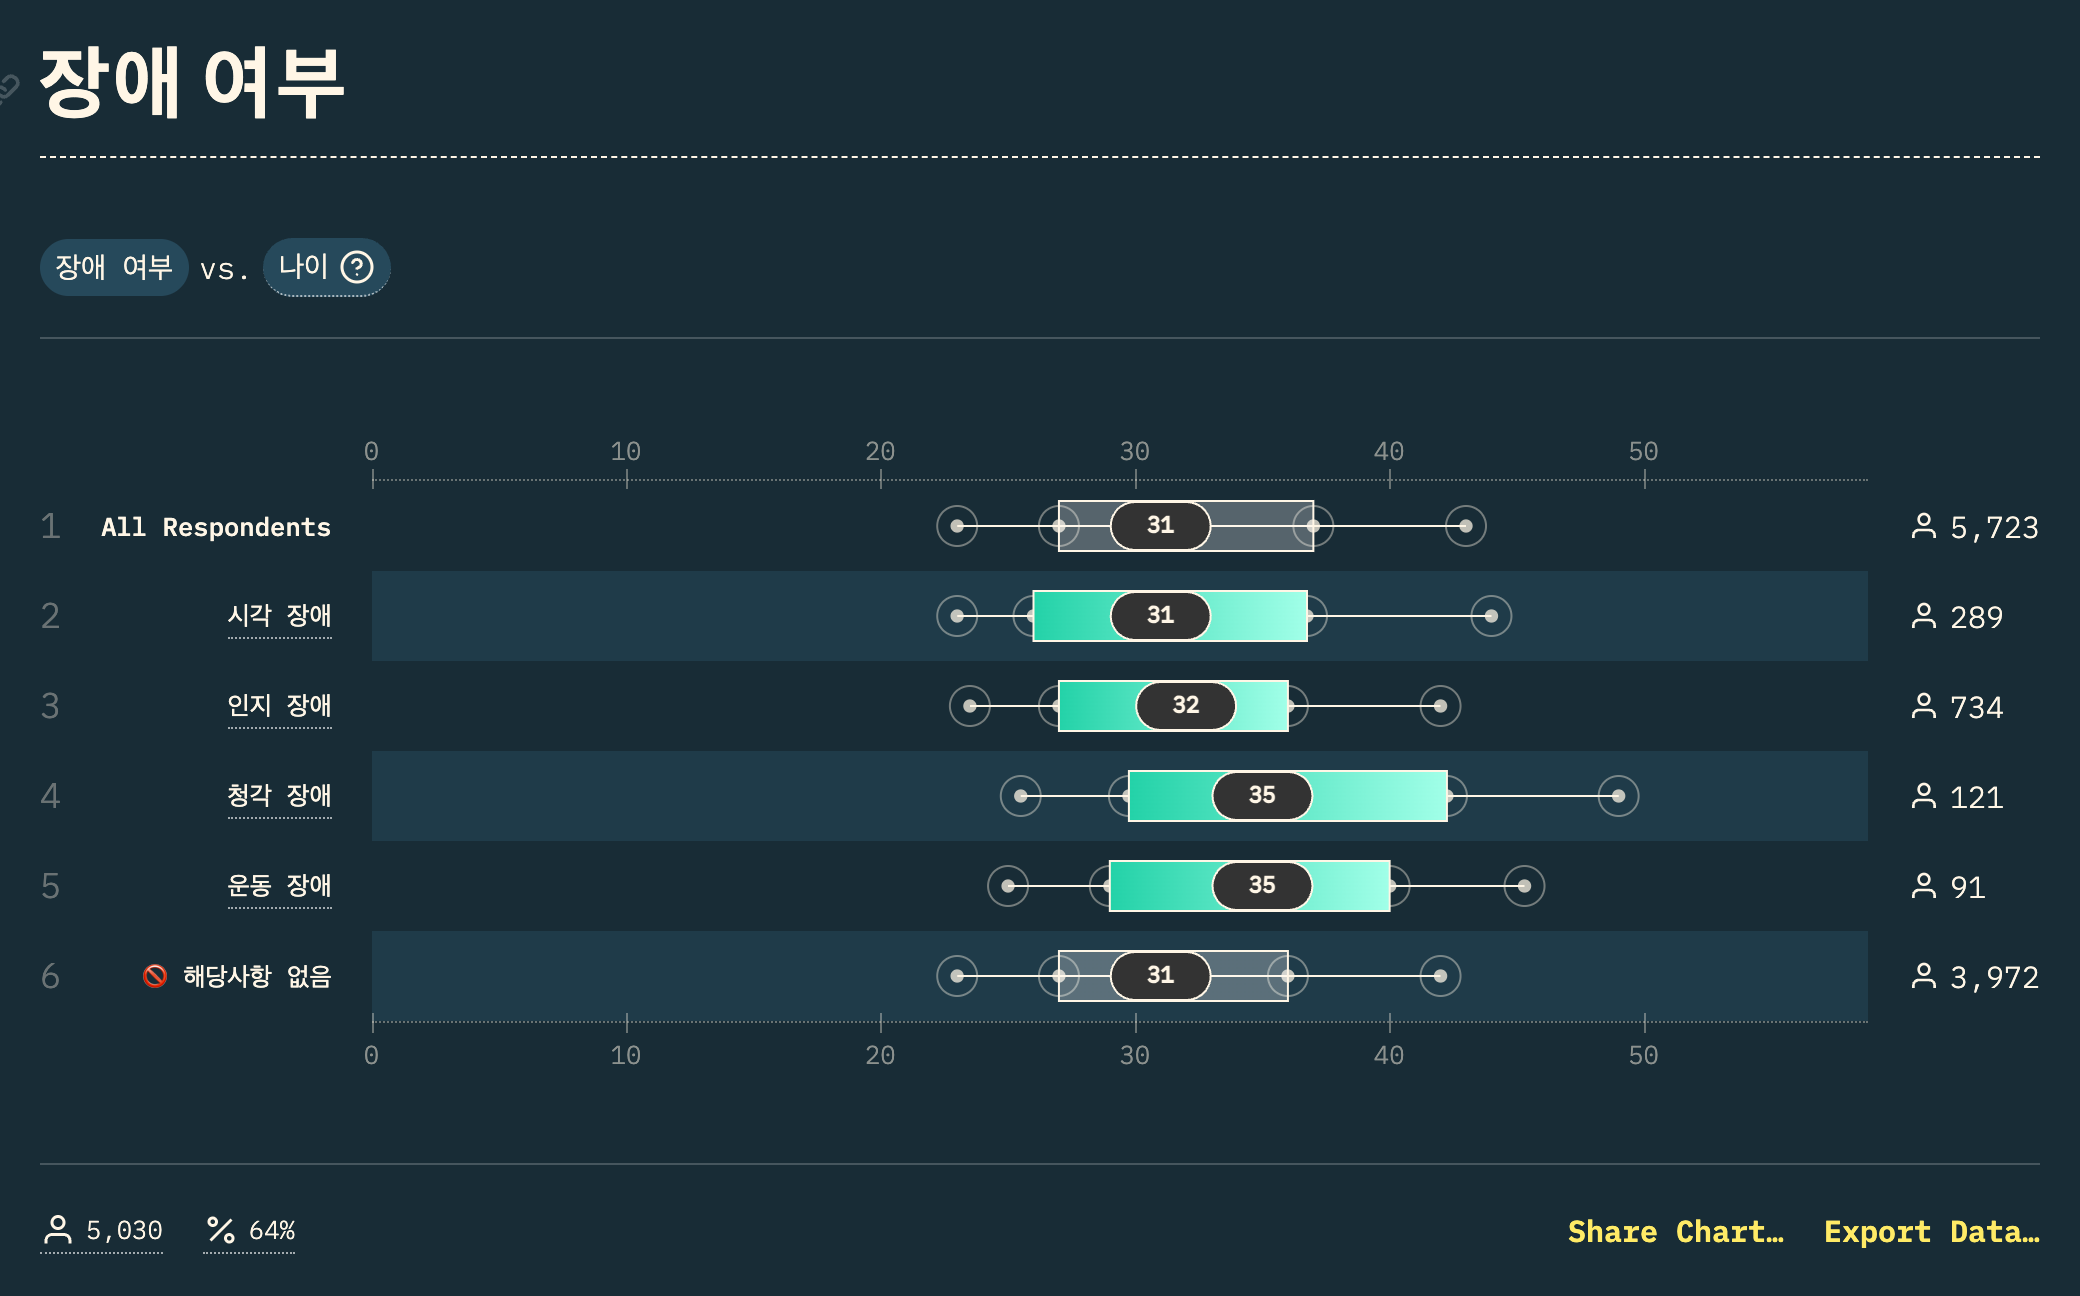 장애 여부
장애 여부 vs. 나이 ?
0 10 20 30 40 50
1 All Respondents 31 5,723
2 시각 장애 31 289
3 인지 장애 32 734
4 청각 장애 35 121
5 운동 장애 35 91
6 🚫 해당사항 없음 31 3,972
0 10 20 30 40 50
5,030 % 64% Share Chart… Export Data…